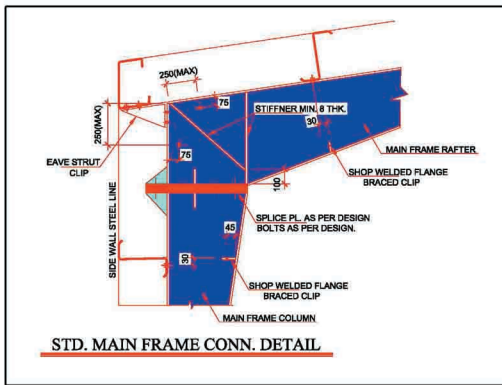 250(MAX)
75
STIFFNER MIN. 8 THK.
250(MAX)
30
MAIN FRAME RAFTER
EAVE STRUT
CLIP
75
SHOP WELDED FLANGE
BRACED CLIP
100
SIDE WALL STEEL LINE
SPLICE PL. AS PER DESIGN
BOLTS AS PER DESIGN.
45
30
SHOP WELDED FLANGE
BRACED CLIP
MAIN FRAME COLUMN
STD. MAIN FRAME CONN. DETAIL